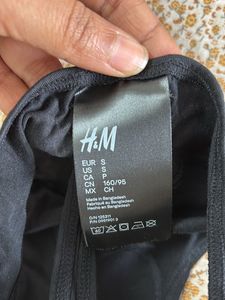 H&M
EUR S
US S
CA P
CN 160/95
MX CH
Made in Bangladesh
Fabriqué au Bangladesh
Hecho en Bangladesh